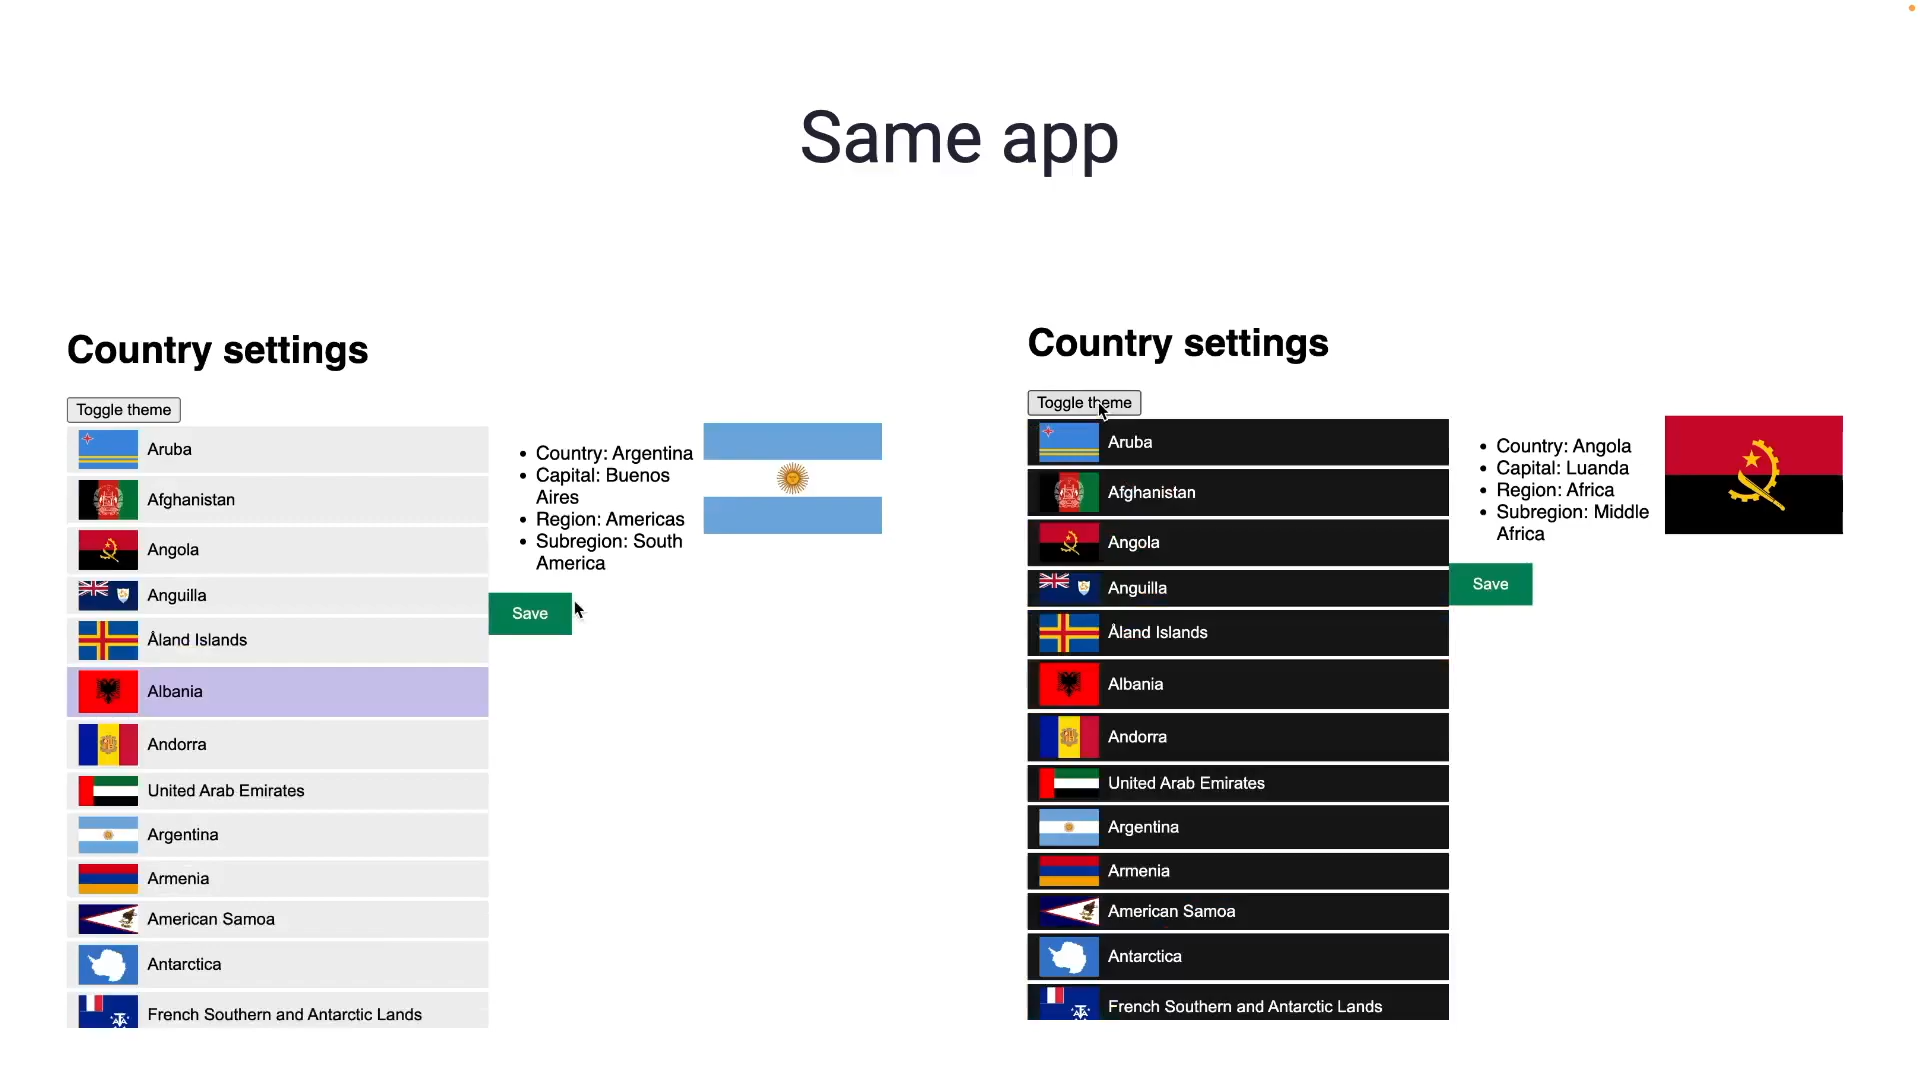 Same app
Country settings
Toggle theme
Aruba
Afghanistan
Angola
Anguilla
Åland Islands
Albania
Andorra
United Arab Emirates
Argentina
Armenia
American Samoa
Antarctica
French Southern and Antarctic Lands
• Country: Argentina
• Capital: Buenos
Aires
• Region: Americas
• Subregion: South
America
Save
Country settings
Toggle theme
Aruba
Afghanistan
Angola
Anguilla
Åland Islands
Albania
Andorra
United Arab Emirates
Argentina
Armenia
American Samoa
Antarctica
French Southern and Antarctic Lands
• Country: Angola
• Capital: Luanda
• Region: Africa
• Subregion: Middle
Africa
Save